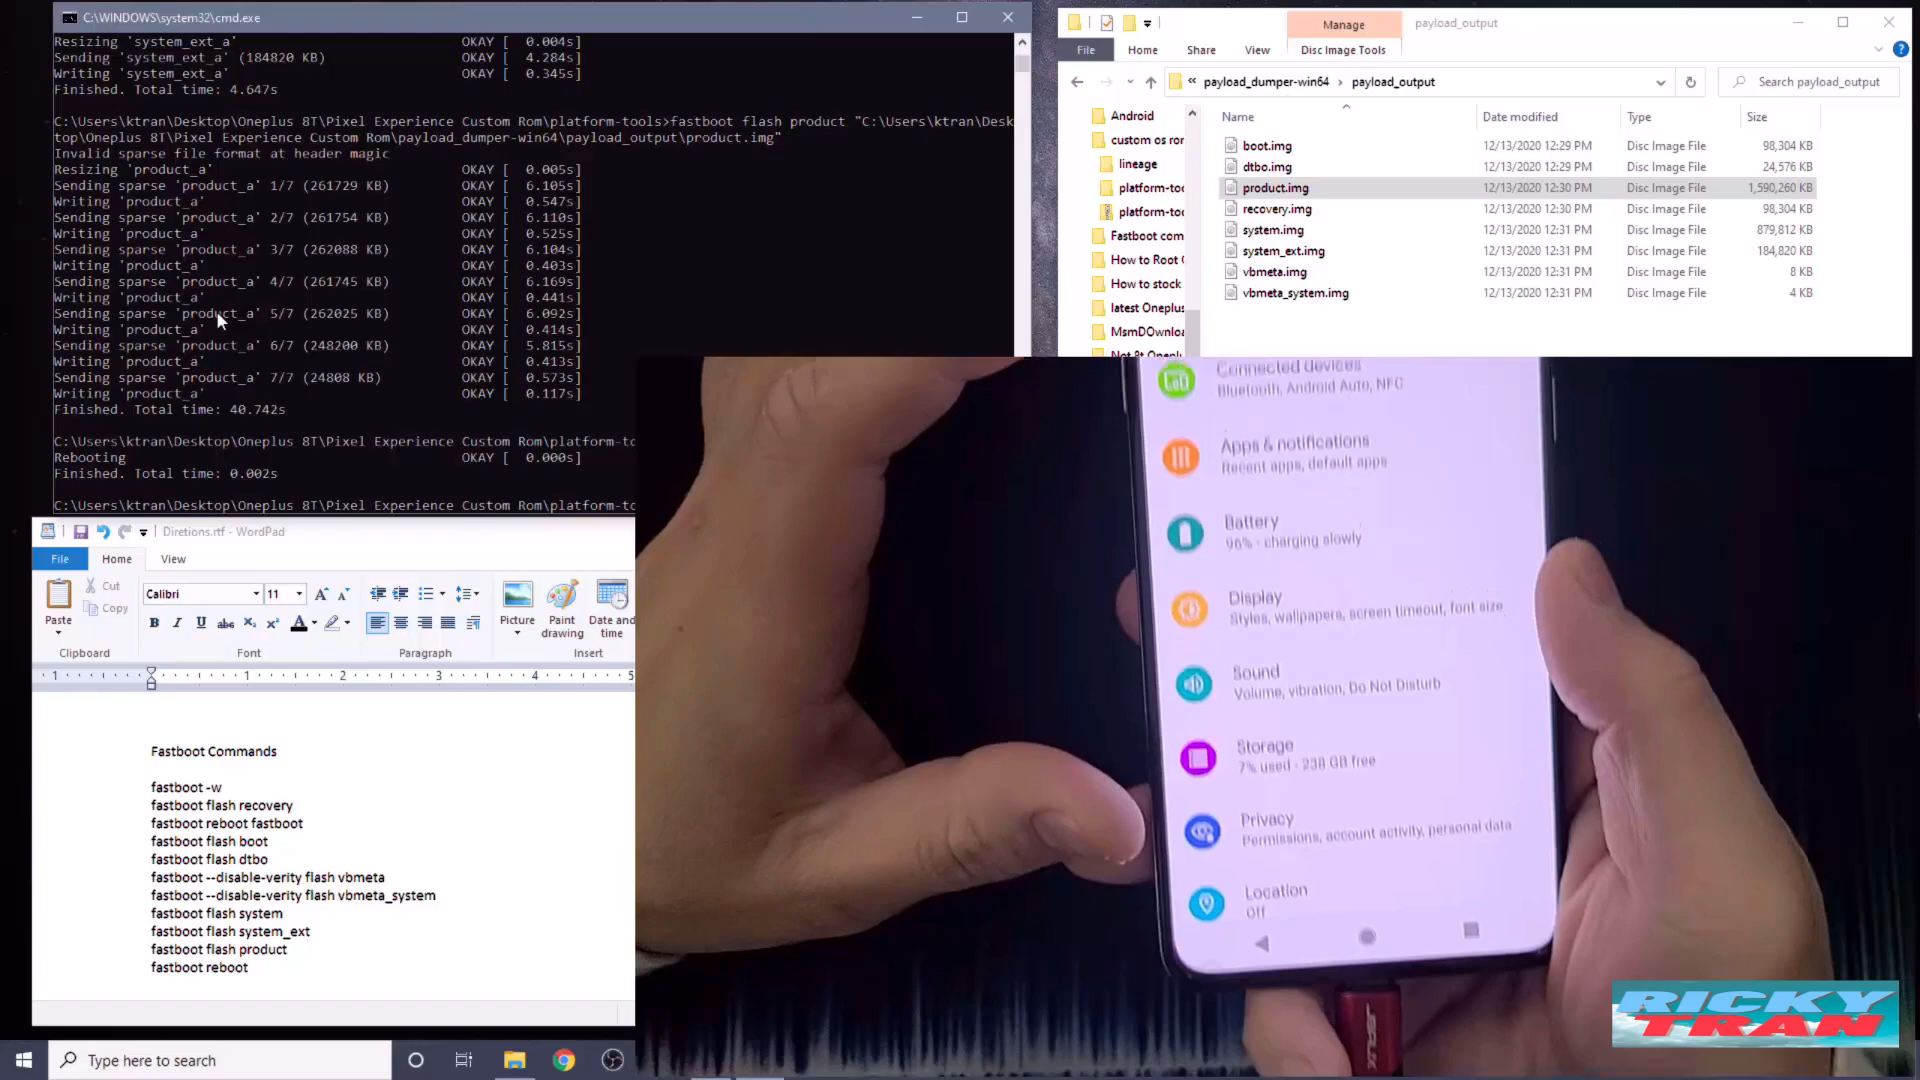 C:\WINDOWS\system32\cmd.exe
Resizing 'system_ext_a' OKAY [ 0.004s]
Sending 'system_ext_a' (184820 KB) OKAY [ 4.284s]
Writing 'system_ext_a' OKAY [ 0.345s]
Finished. Total time: 4.647s
C:\Users\ktran\Desktop\Oneplus 8T\Pixel Experience Custom Rom\platform-tools>fastboot flash product "C:\Users\ktran\Desk
top\Oneplus 8T\Pixel Experience Custom Rom\payload_dumper-win64\payload_output\product.img"
Invalid sparse file format at header magic
Resizing 'product_a' OKAY [ 0.005s]
Sending sparse 'product_a' 1/7 (261729 KB) OKAY [ 6.105s]
Writing 'product_a' OKAY [ 0.547s]
Sending sparse 'product_a' 2/7 (261754 KB) OKAY [ 6.110s]
Writing 'product_a' OKAY [ 0.525s]
Sending sparse 'product_a' 3/7 (262088 KB) OKAY [ 6.104s]
Writing 'product_a' OKAY [ 0.403s]
Sending sparse 'product_a' 4/7 (261745 KB) OKAY [ 6.169s]
Writing 'product_a' OKAY [ 0.441s]
Sending sparse 'product_a' 5/7 (262025 KB) OKAY [ 6.092s]
Writing 'product_a' OKAY [ 0.414s]
Sending sparse 'product_a' 6/7 (248200 KB) OKAY [ 5.815s]
Writing 'product_a' OKAY [ 0.413s]
Sending sparse 'product_a' 7/7 (24808 KB) OKAY [ 0.573s]
Writing 'product_a' OKAY [ 0.117s]
Finished. Total time: 40.742s
C:\Users\ktran\Desktop\Oneplus 8T\Pixel Experience Custom Rom\platform-to
Rebooting OKAY [ 0.000s]
Finished. Total time: 0.002s
C:\Users\ktran\Desktop\Oneplus 8T\Pixel Experience Custom Rom\platform-to
Manage payload_output
File Home Share View Disc Image Tools
« payload_dumper-win64 › payload_output Search payload_output
Android
custom os ror
lineage
platform-too
platform-too
Fastboot com
How to Root
How to stock
latest Oneplus
MsmDOwnloa
Name Date modified Type Size
boot.img 12/13/2020 12:29 PM Disc Image File 98,304 KB
dtbo.img 12/13/2020 12:29 PM Disc Image File 24,576 KB
product.img 12/13/2020 12:30 PM Disc Image File 1,590,260 KB
recovery.img 12/13/2020 12:30 PM Disc Image File 98,304 KB
system.img 12/13/2020 12:31 PM Disc Image File 879,812 KB
system_ext.img 12/13/2020 12:31 PM Disc Image File 184,820 KB
vbmeta.img 12/13/2020 12:31 PM Disc Image File 8 KB
vbmeta_system.img 12/13/2020 12:31 PM Disc Image File 4 KB
Diretions.rtf - WordPad
File Home View
Paste Cut Copy
Calibri 11
B I U abc X₂ X² A
Picture Paint drawing Date and time
Clipboard Font Paragraph Insert
1 1 2 3 4 5
Fastboot Commands
fastboot -w
fastboot flash recovery
fastboot reboot fastboot
fastboot flash boot
fastboot flash dtbo
fastboot --disable-verity flash vbmeta
fastboot --disable-verity flash vbmeta_system
fastboot flash system
fastboot flash system_ext
fastboot flash product
fastboot reboot
Connected devices
Bluetooth, Android Auto, NFC
Apps & notifications
Recent apps, default apps
Battery
96% - charging slowly
Display
Styles, wallpapers, screen timeout, font size
Sound
Volume, vibration, Do Not Disturb
Storage
7% used - 238 GB free
Privacy
Permissions, account activity, personal data
Location
Off
JSAUX
RICKY
TRAN
Type here to search